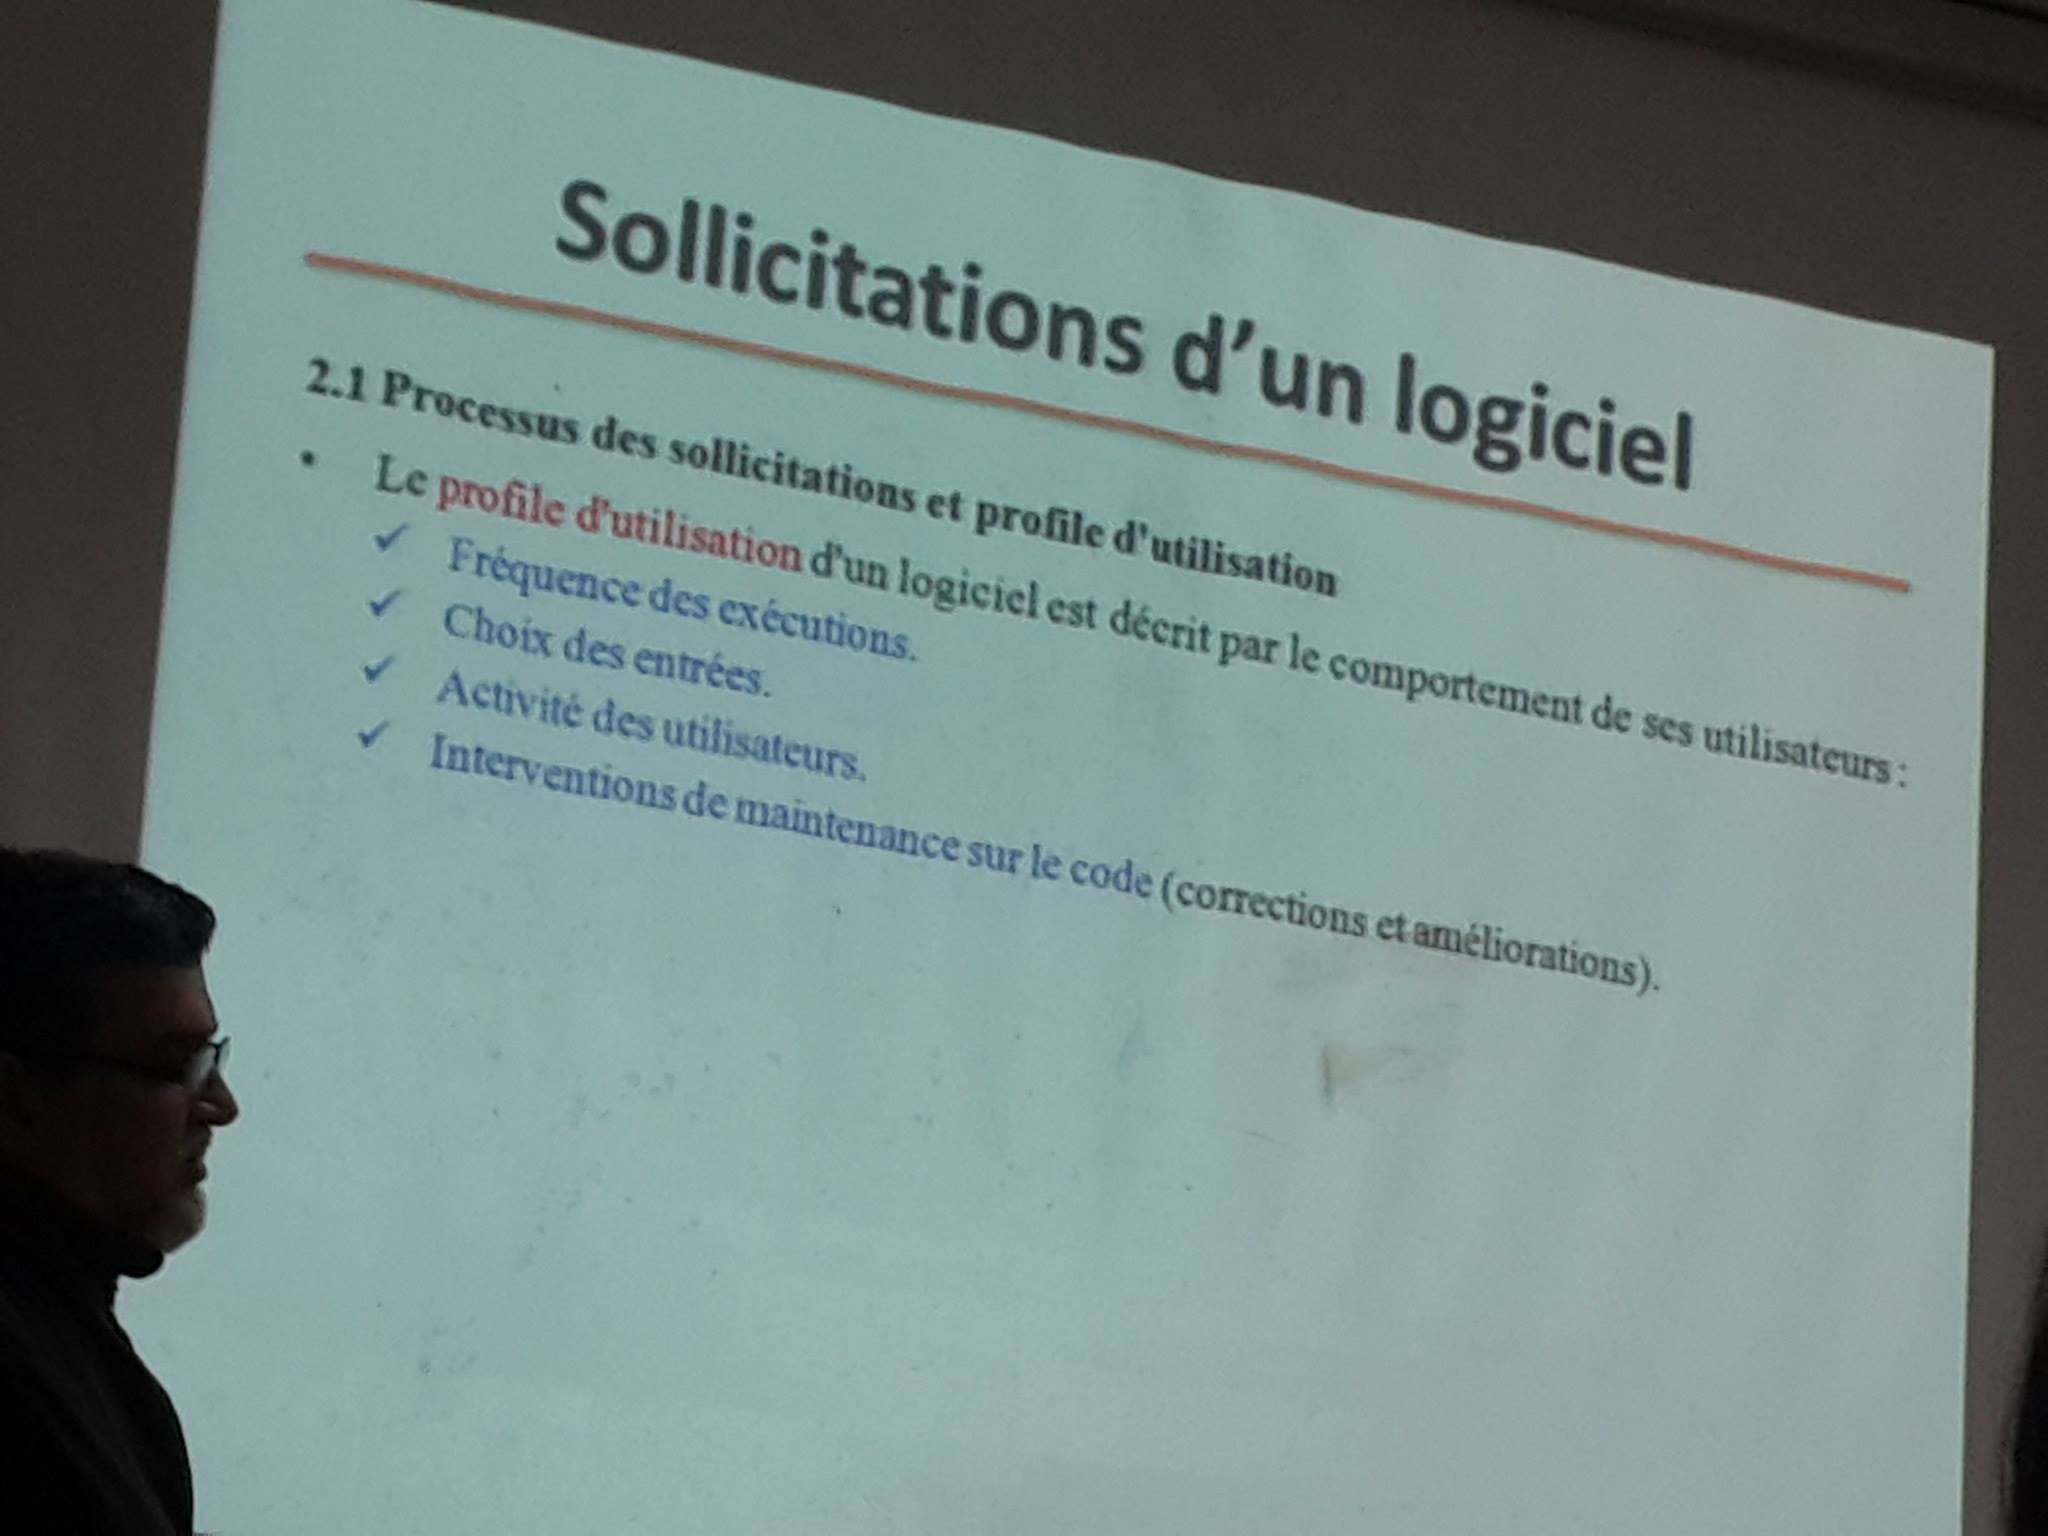 Sollicitations d’un logiciel
2.1 Processus des sollicitations et profile d'utilisation
• Le profile d'utilisation d'un logiciel est décrit par le comportement de ses utilisateurs :
✓ Fréquence des exécutions.
✓ Choix des entrées.
✓ Activité des utilisateurs.
✓ Interventions de maintenance sur le code (corrections et améliorations).